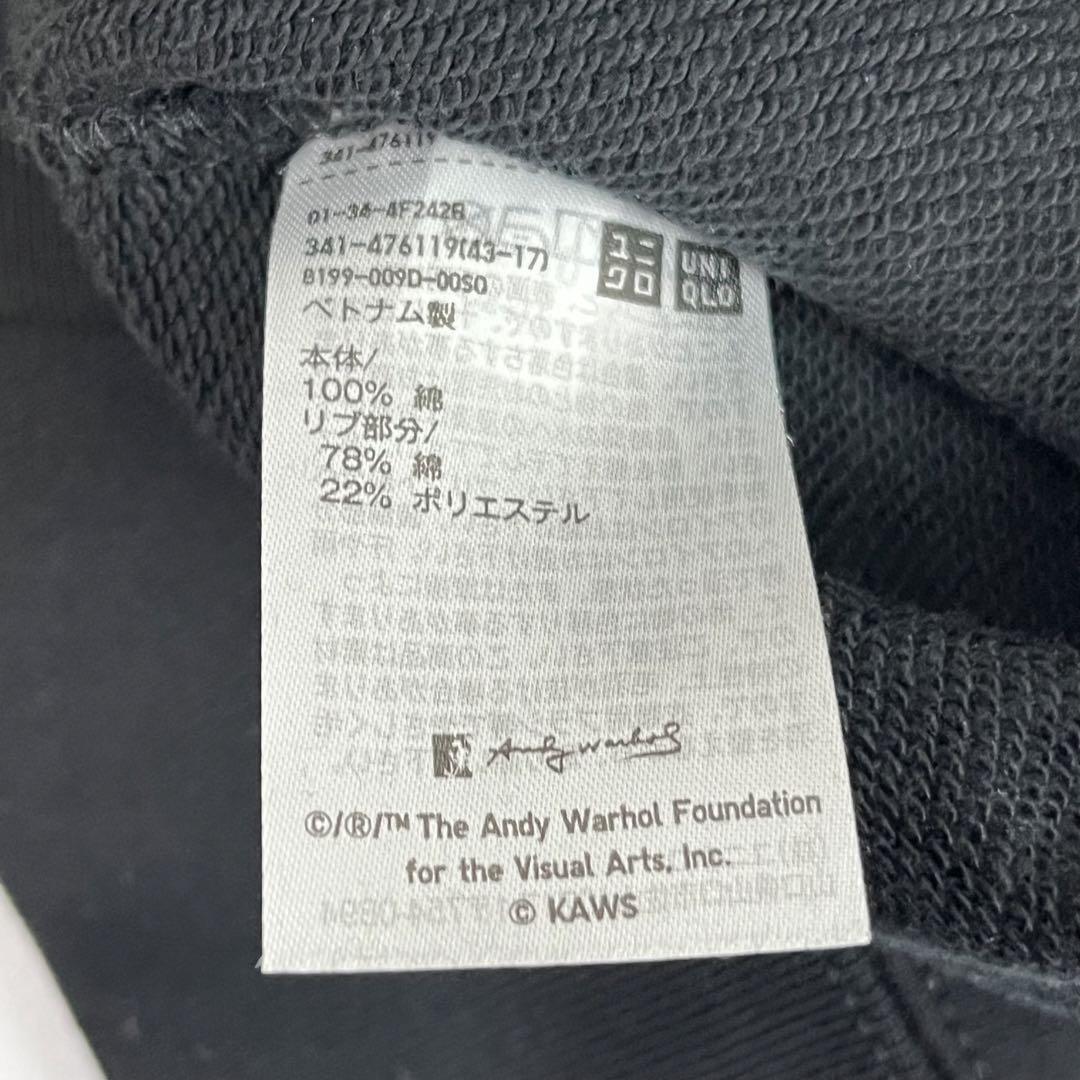 341-476119
01-34-4F242B
341-476119(43-17)
8199-009D-00SO
ユニクロ
UNIQLO
ベトナム製
本体/
100% 綿
リブ部分/
78% 綿
22% ポリエステル
Andy Warhol
©/®/™ The Andy Warhol Foundation
for the Visual Arts, Inc.
© KAWS